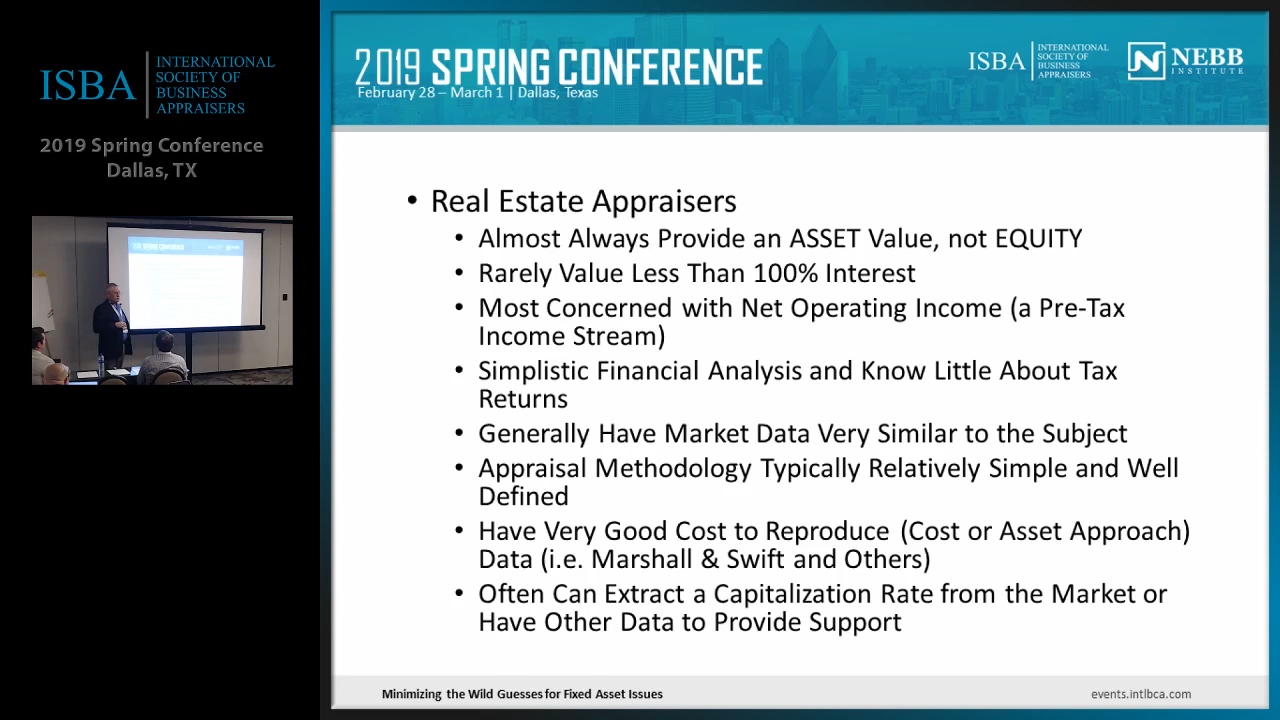 ISBA
INTERNATIONAL
SOCIETY OF
BUSINESS
APPRAISERS
2019 Spring Conference
Dallas, TX
2019 SPRING CONFERENCE
2019 SPRING CONFERENCE
February 28 – March 1 | Dallas, Texas
ISBA
INTERNATIONAL
SOCIETY OF
BUSINESS
APPRAISERS
NEBB
INSTITUTE
• Real Estate Appraisers
• Almost Always Provide an ASSET Value, not EQUITY
• Rarely Value Less Than 100% Interest
• Most Concerned with Net Operating Income (a Pre-Tax
Income Stream)
• Simplistic Financial Analysis and Know Little About Tax
Returns
• Generally Have Market Data Very Similar to the Subject
• Appraisal Methodology Typically Relatively Simple and Well
Defined
• Have Very Good Cost to Reproduce (Cost or Asset Approach)
Data (i.e. Marshall & Swift and Others)
• Often Can Extract a Capitalization Rate from the Market or
Have Other Data to Provide Support
Minimizing the Wild Guesses for Fixed Asset Issues
events.intlbca.com